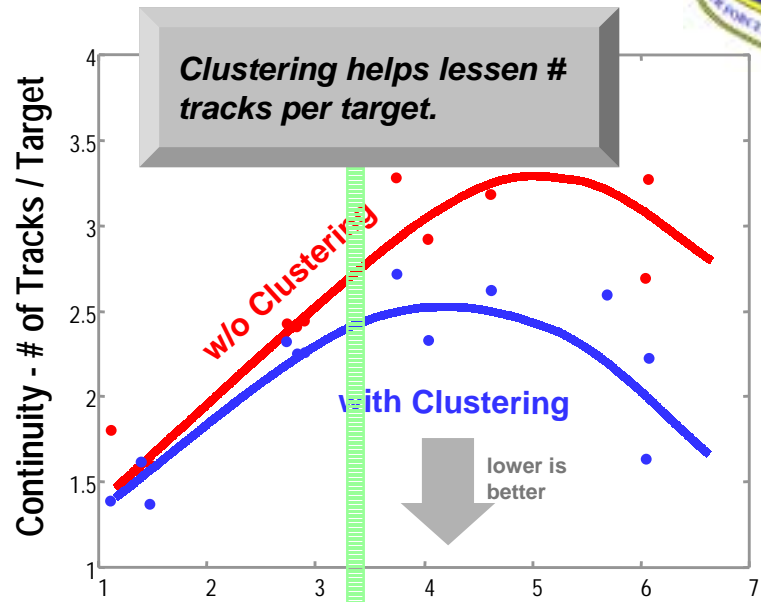 FORCE
4
Clustering helps lessen #
tracks per target.
3.5
3
2.5
2
1.5
1
Continuity - # of Tracks / Target
w/o Clustering
with Clustering
lower is
better
1 2 3 4 5 6 7